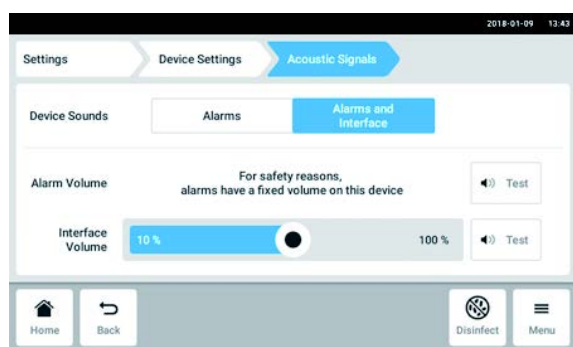 2018-01-09 13:43
Settings Device Settings Acoustic Signals
Device Sounds
Alarms
Alarms and
Interface
Alarm Volume
For safety reasons,
alarms have a fixed volume on this device
Test
Interface
Volume
10 %
100 %
Test
Home
Back
Disinfect
Menu